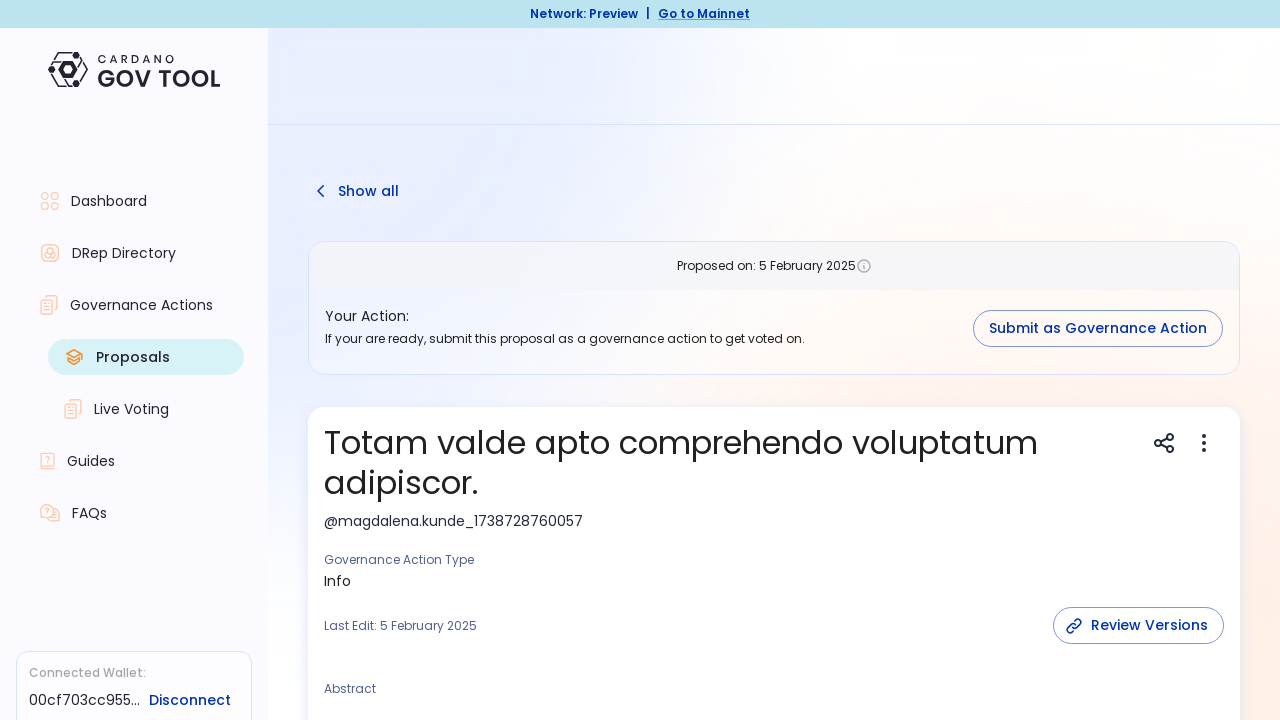 Network: Preview | Go to Mainnet
CARDANO
GOV TOOL
Dashboard
DRep Directory
Governance Actions
Proposals
Live Voting
Guides
FAQs
Connected Wallet:
00cf703cc955... Disconnect
Show all
Proposed on: 5 February 2025
Your Action:
If your are ready, submit this proposal as a governance action to get voted on.
Submit as Governance Action
Totam valde apto comprehendo voluptatum
adipiscor.
@magdalena.kunde_1738728760057
Governance Action Type
Info
Last Edit: 5 February 2025
Review Versions
Abstract